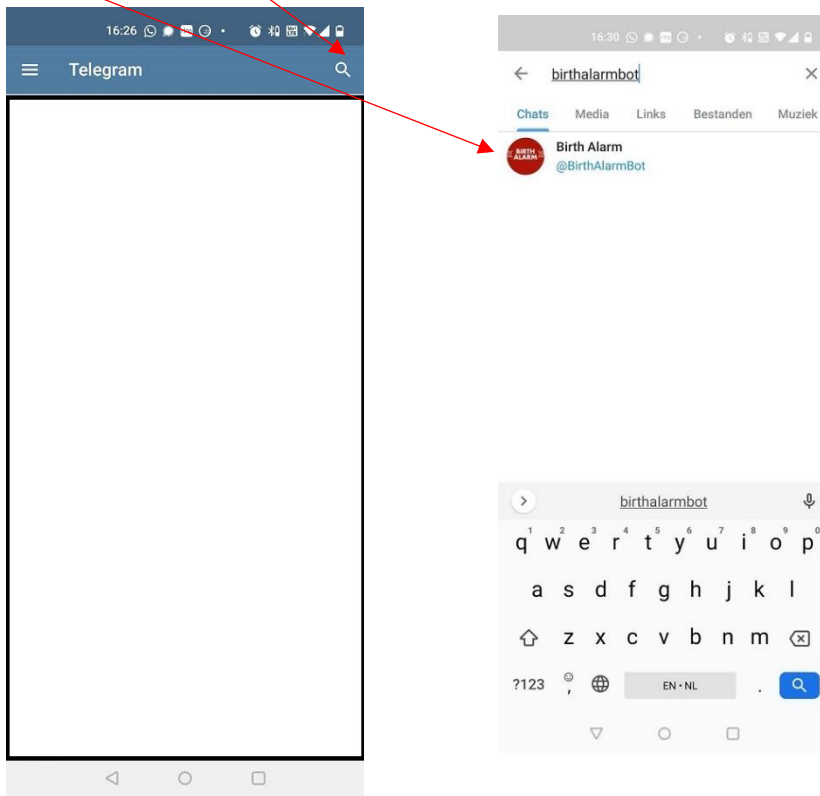 16:26
Telegram
16:30
birthalarmbot
Chats Media Links Bestanden Muziek
BIRTH ALARM
Birth Alarm
@BirthAlarmBot
birthalarmbot
1 2 3 4 5 6 7 8 9 0
q w e r t y u i o p
a s d f g h j k l
z x c v b n m
?123 , EN • NL .